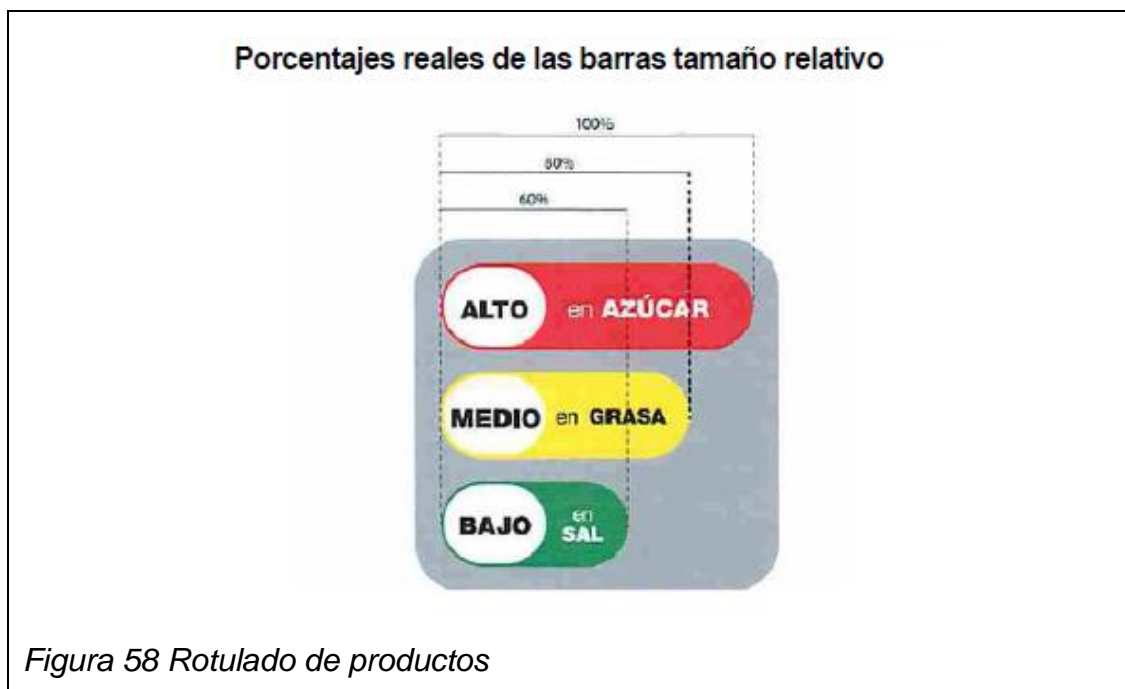 Porcentajes reales de las barras tamaño relativo
100%
80%
60%
ALTO en AZÚCAR
MEDIO en GRASA
BAJO en
SAL
Figura 58 Rotulado de productos